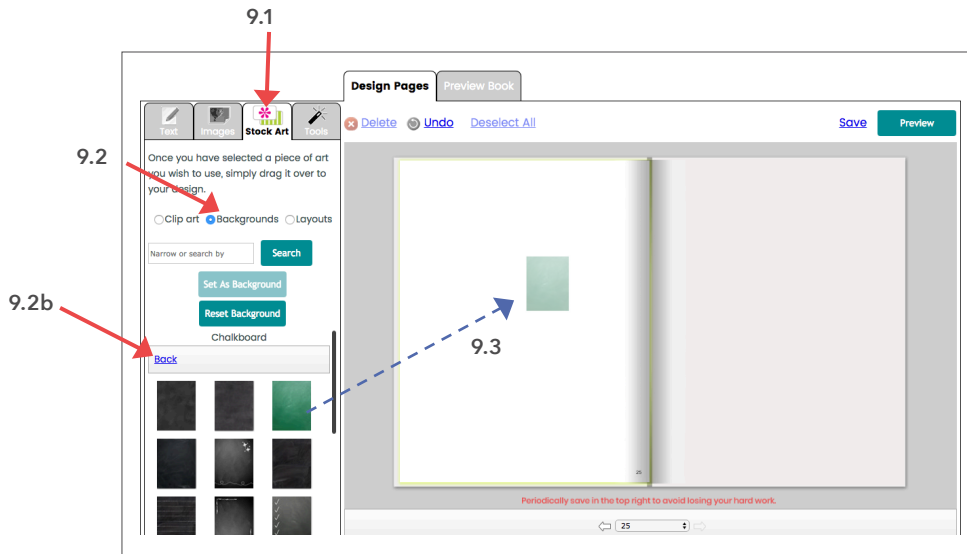 9.1
Design Pages
Preview Book
Text
Images
Stock Art
Tools
Delete
Undo
Deselect All
Save
Preview
9.2
Once you have selected a piece of art
you wish to use, simply drag it over to
your design.
Clip art
Backgrounds
Layouts
Narrow or search by
Search
Set As Background
Reset Background
9.2b
Chalkboard
Back
9.3
25
Periodically save in the top right to avoid losing your hard work.
25